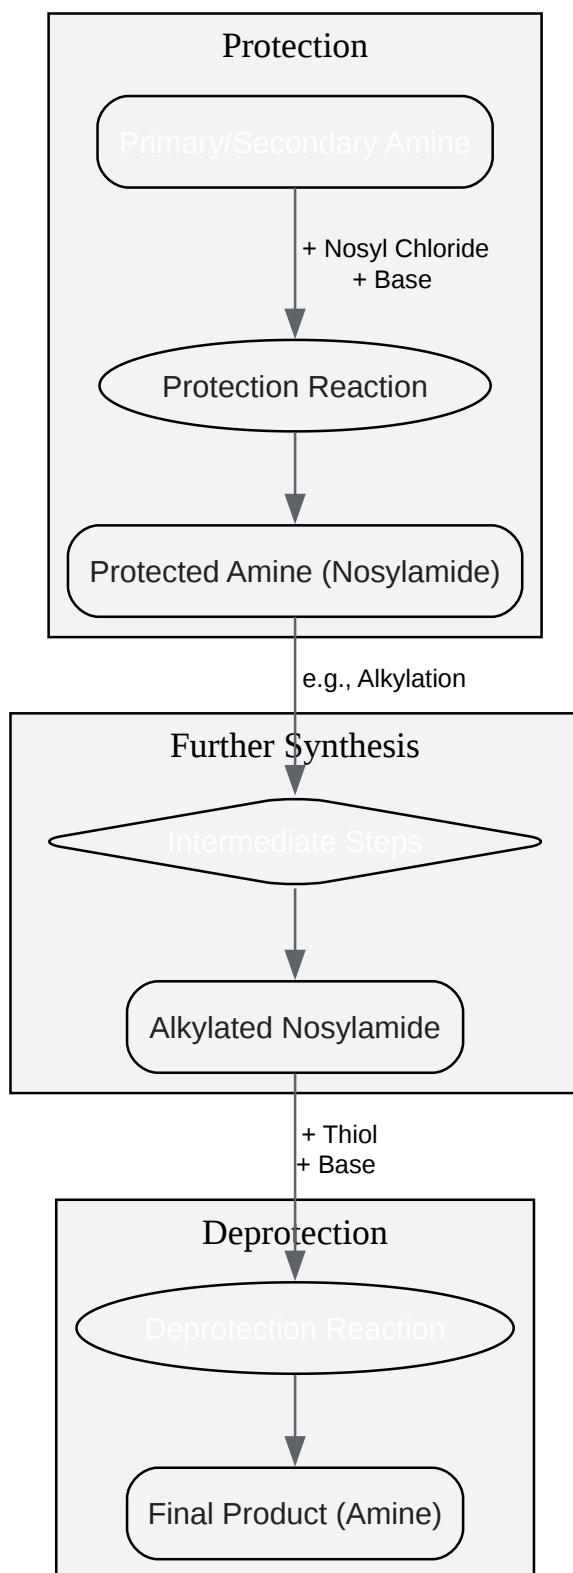 Protection
Primary/Secondary Amine
+ Nosyl Chloride
+ Base
Protection Reaction
Protected Amine (Nosylamide)
e.g., Alkylation
Further Synthesis
Intermediate Steps
Alkylated Nosylamide
+ Thiol
+ Base
Deprotection
Deprotection Reaction
Final Product (Amine)